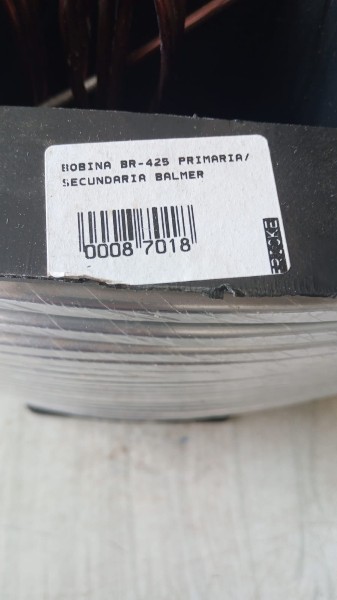 BOBINA BR-425 PRIMARIA/
SECUNDARIA BALMER
0008 7018
FRICKE